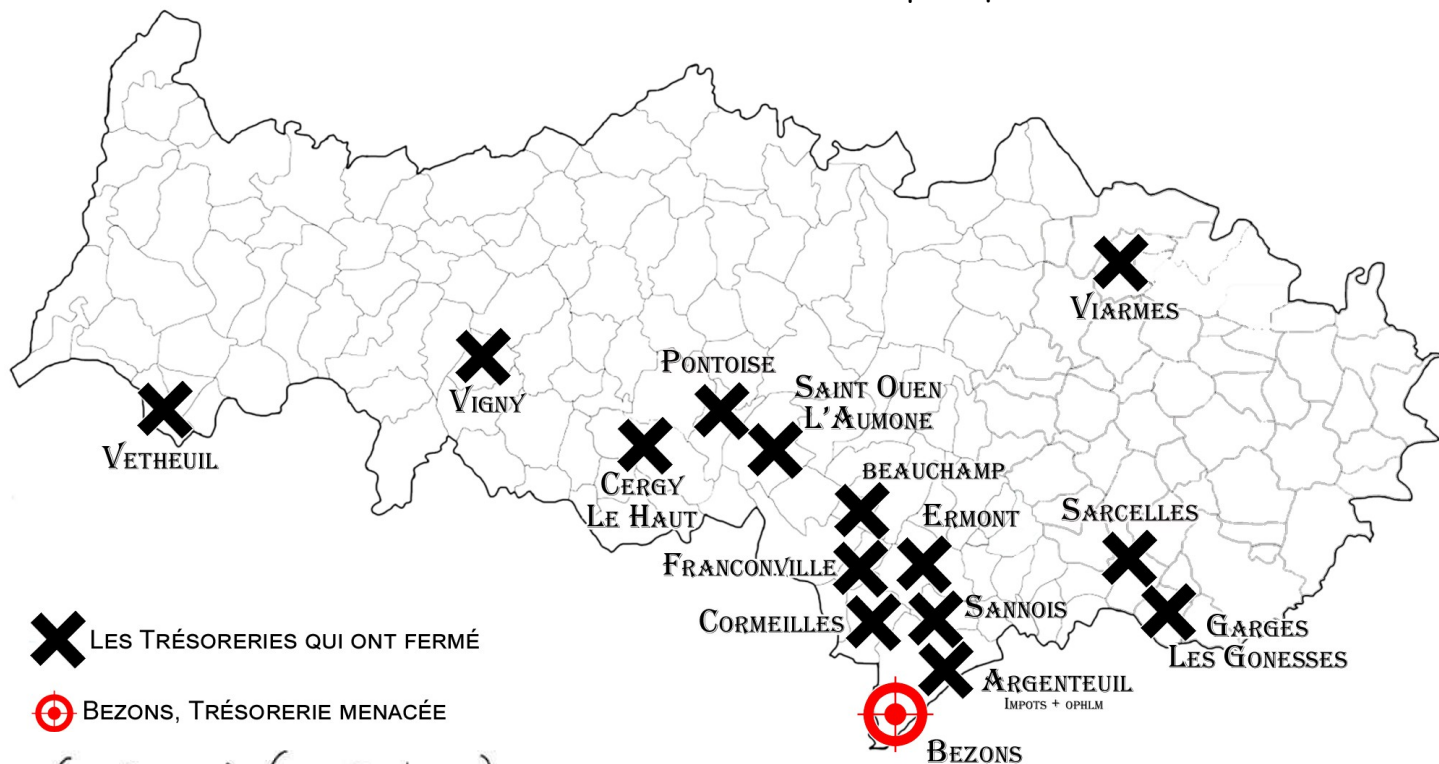 Viarmes
Pontoise
Saint Ouen
L'Aumone
Vigny
Vetheuil
Cergy
Le Haut
beauchamp
Ermont
Sarcelles
Franconville
Cormeilles
Sannois
Garges
Les Gonesses
Argenteuil
Impots + ophlm
Bezons
Les Trésoreries qui ont fermé
Bezons, Trésorerie menacée